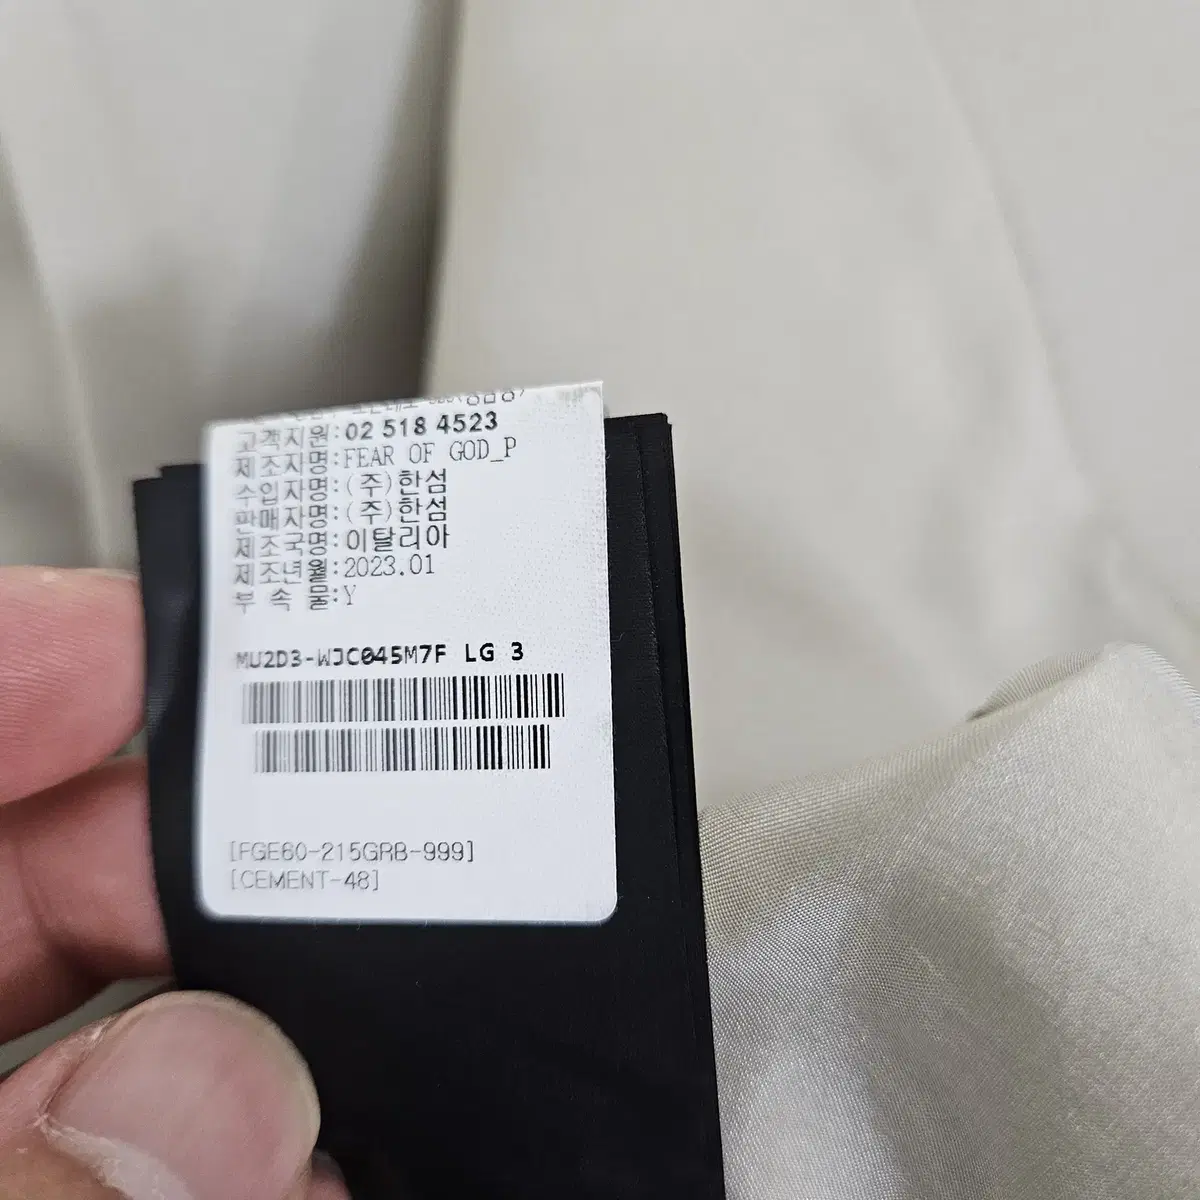 고객지원:02 518 4523
제조자명:FEAR OF GOD_P
수입자명:(주)한섬
판매자명:(주)한섬
제조국명:이탈리아
제조년월:2023.01
부 속 물:Y
MU2D3-WJC045M7F LG 3
[FGE60-215GRB-999]
[CEMENT-48]